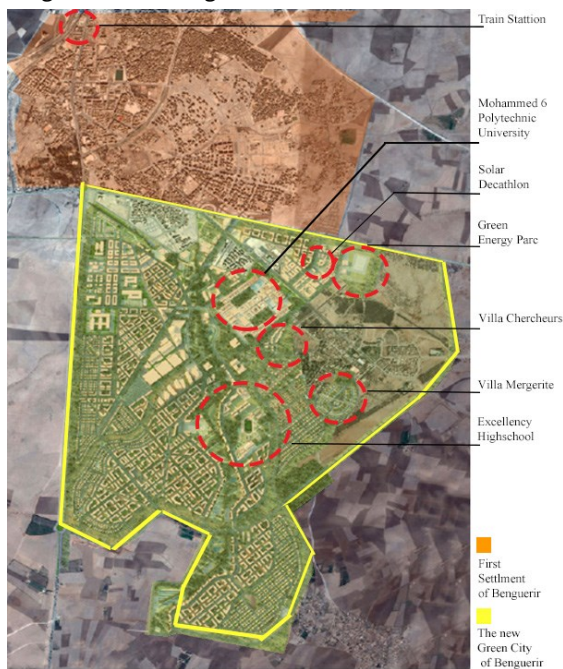 Train Stattion
Mohammed 6
Polytechnic
University
Solar
Decathlon
Green
Energy Parc
Villa Chercheurs
Villa Mergerite
Excellency
Highschool
First
Settlment
of Benguerir
The new
Green City
of Benguerir